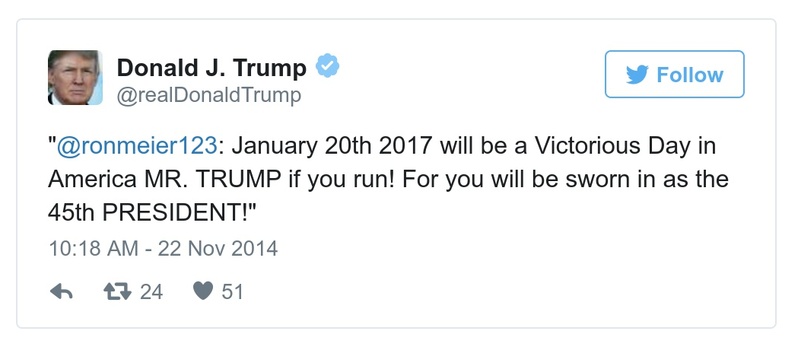 Donald J. Trump
@realDonaldTrump
Follow
"@ronmeier123: January 20th 2017 will be a Victorious Day in
America MR. TRUMP if you run! For you will be sworn in as the
45th PRESIDENT!"
10:18 AM - 22 Nov 2014
24 51